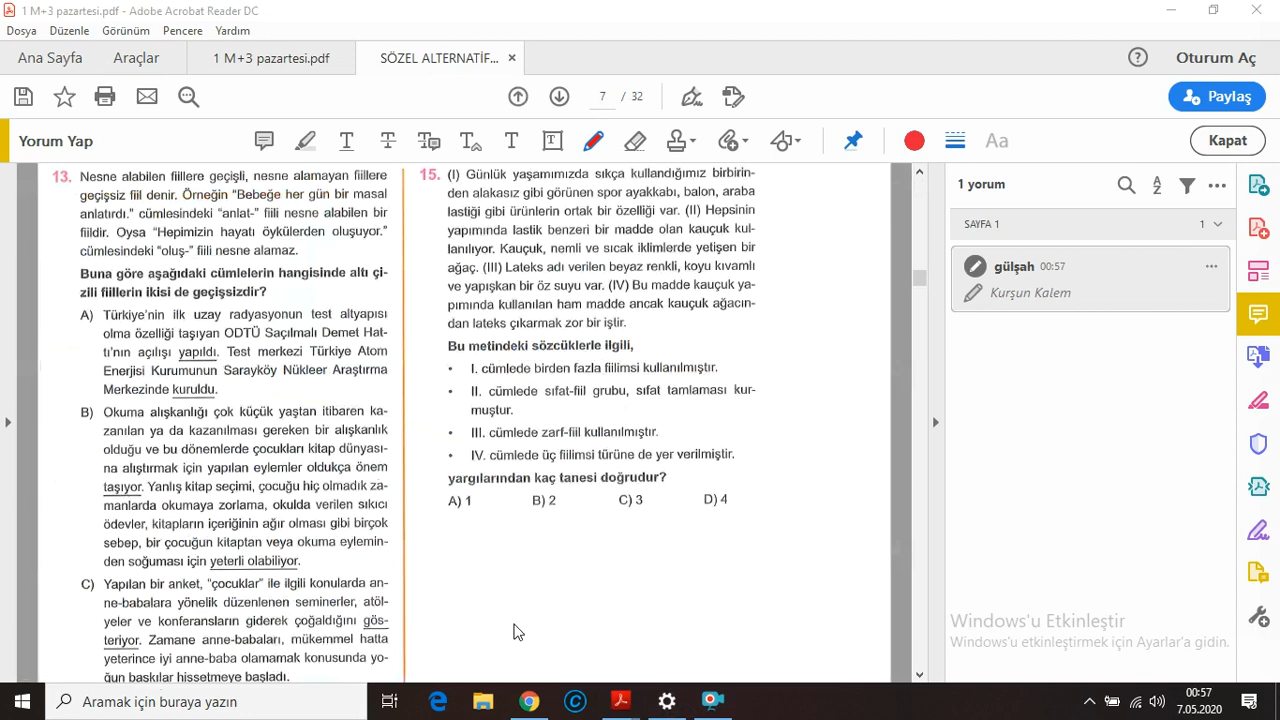 1 M+3 pazartesi.pdf - Adobe Acrobat Reader DC
Dosya Düzenle Görünüm Pencere Yardım
Ana Sayfa Araçlar 1 M+3 pazartesi.pdf SÖZEL ALTERNATİF... × Oturum Aç
7 / 32 Paylaş
Yorum Yap Aa Kapat
13. Nesne alabilen fiillere geçişli, nesne alamayan fiillere
geçişsiz fiil denir. Örneğin "Bebeğe her gün bir masal
anlatırdı." cümlesindeki "anlat-" fiili nesne alabilen bir
fiildir. Oysa "Hepimizin hayatı öykülerden oluşuyor."
cümlesindeki "oluş-" fiili nesne alamaz.
Buna göre aşağıdaki cümlelerin hangisinde altı çi-
zili fiillerin ikisi de geçişsizdir?
A) Türkiye'nin ilk uzay radyasyonun test altyapısı
olma özelliği taşıyan ODTÜ Saçılmalı Demet Hat-
tı'nın açılışı yapıldı. Test merkezi Türkiye Atom
Enerjisi Kurumunun Sarayköy Nükleer Araştırma
Merkezinde kuruldu.
B) Okuma alışkanlığı çok küçük yaştan itibaren ka-
zanılan ya da kazanılması gereken bir alışkanlık
olduğu ve bu dönemlerde çocukları kitap dünyası-
na alıştırmak için yapılan eylemler oldukça önem
taşıyor. Yanlış kitap seçimi, çocuğu hiç olmadık za-
manlarda okumaya zorlama, okulda verilen sıkıcı
ödevler, kitapların içeriğinin ağır olması gibi birçok
sebep, bir çocuğun kitaptan veya okuma eylemin-
den soğuması için yeterli olabiliyor.
C) Yapılan bir anket, "çocuklar" ile ilgili konularda an-
ne-babalara yönelik düzenlenen seminerler, atöl-
yeler ve konferansların giderek çoğaldığını gös-
teriyor. Zamane anne-babaları, mükemmel hatta
yeterince iyi anne-baba olamamak konusunda yo-
ğun baskılar hissetmeye başladı.
15. (I) Günlük yaşamımızda sıkça kullandığımız birbirin-
den alakasız gibi görünen spor ayakkabı, balon, araba
lastiği gibi ürünlerin ortak bir özelliği var. (II) Hepsinin
yapımında lastik benzeri bir madde olan kauçuk kul-
lanılıyor. Kauçuk, nemli ve sıcak iklimlerde yetişen bir
ağaç. (III) Lateks adı verilen beyaz renkli, koyu kıvamlı
ve yapışkan bir öz suyu var. (IV) Bu madde kauçuk ya-
pımında kullanılan ham madde ancak kauçuk ağacın-
dan lateks çıkarmak zor bir iştir.
Bu metindeki sözcüklerle ilgili,
• I. cümlede birden fazla fiilimsi kullanılmıştır.
• II. cümlede sıfat-fiil grubu, sıfat tamlaması kur-
muştur.
• III. cümlede zarf-fiil kullanılmıştır.
• IV. cümlede üç fiilimsi türüne de yer verilmiştir.
yargılarından kaç tanesi doğrudur?
A) 1 B) 2 C) 3 D) 4
1 yorum
SAYFA 1 1
gülşah 00:57
Kurşun Kalem
Windows'u Etkinleştir
Windows'u etkinleştirmek için Ayarlar'a gidin.
Aramak için buraya yazın
00:57
7.05.2020